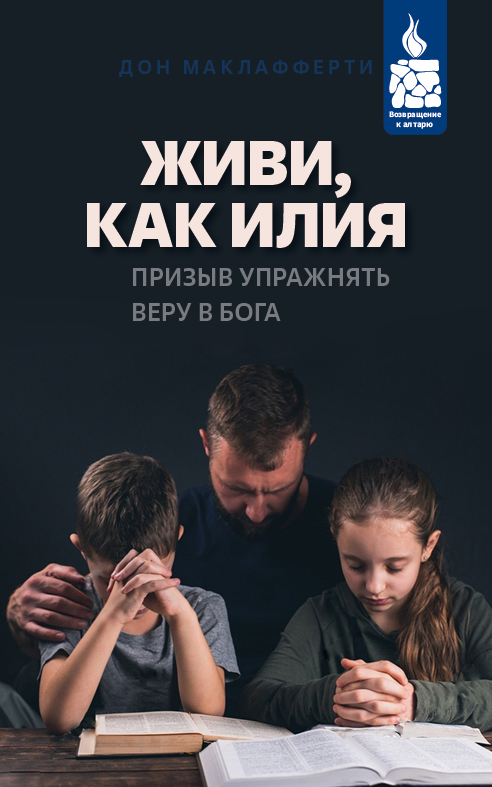 ДОН МАКЛАФФЕРТИ
Возвращение
к алтарю
ЖИВИ,
КАК ИЛИЯ
ПРИЗЫВ УПРАЖНЯТЬ
ВЕРУ В БОГА